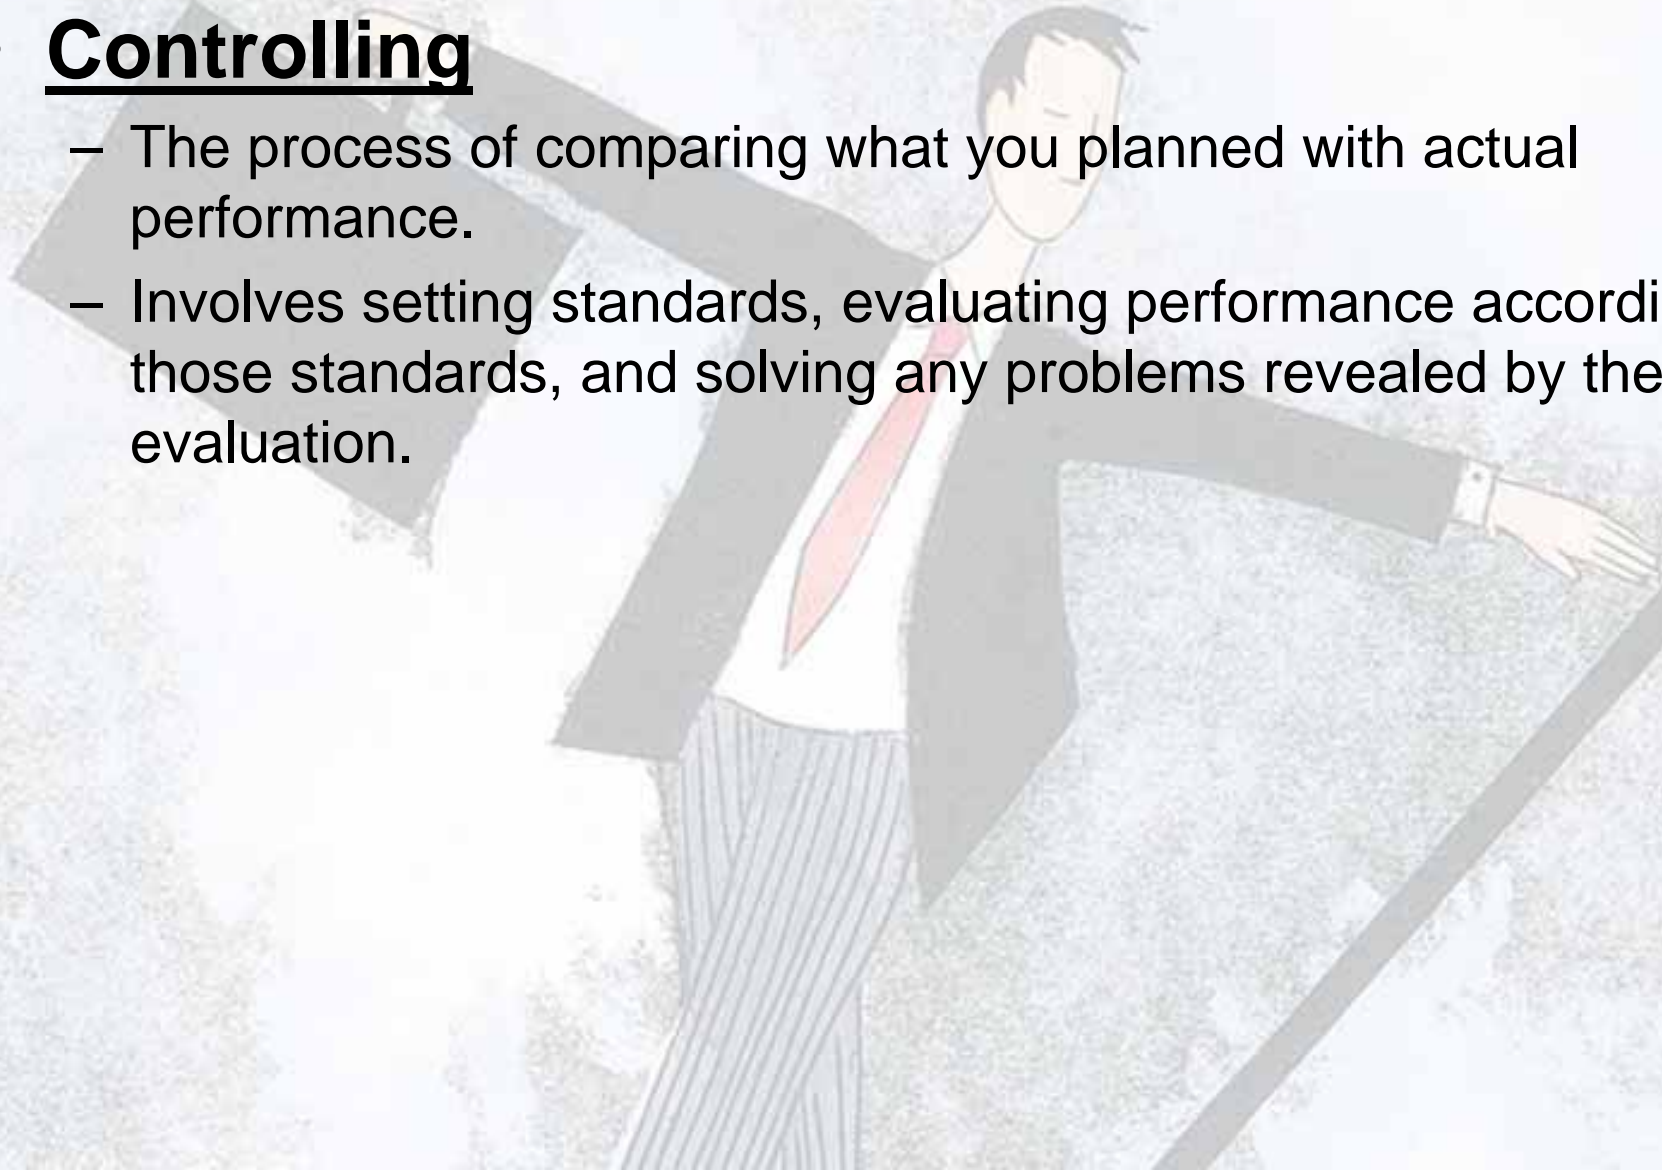 Controlling
– The process of comparing what you planned with actual
performance.
– Involves setting standards, evaluating performance accordi
those standards, and solving any problems revealed by the
evaluation.